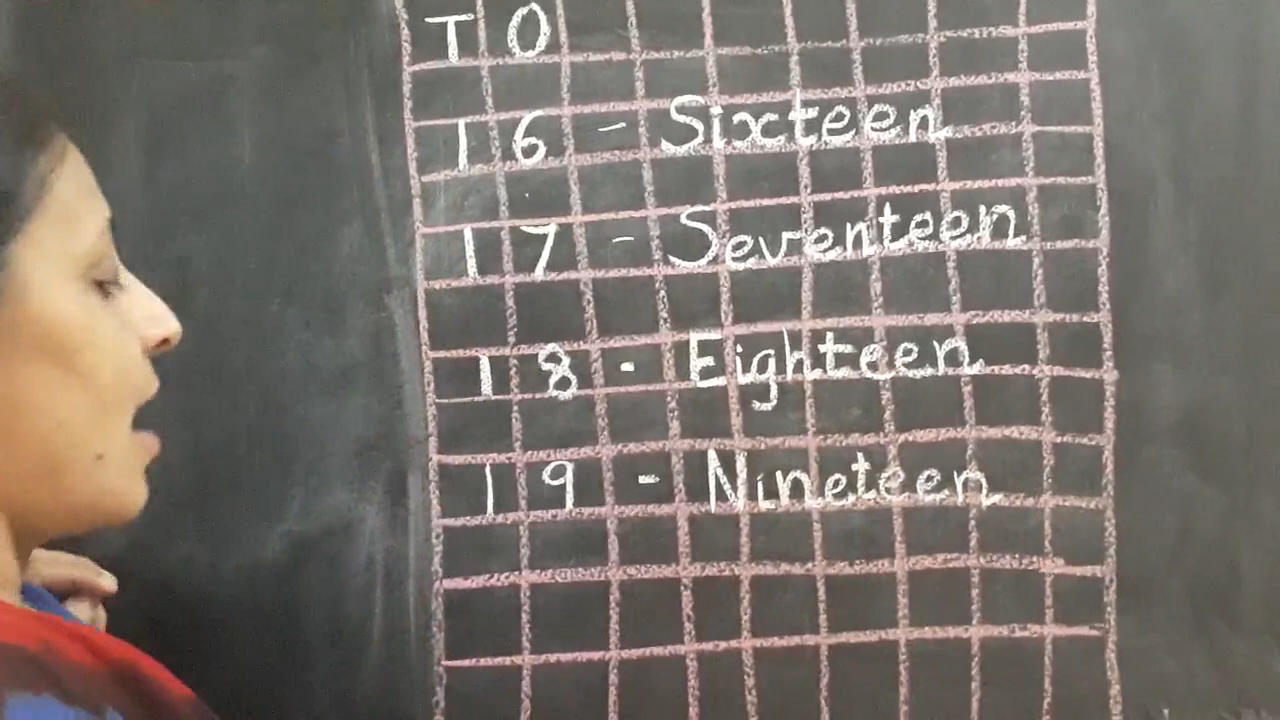 T O
16 - Sixteen
17 - Seventeen
18 - Eighteen
19 - Nineteen